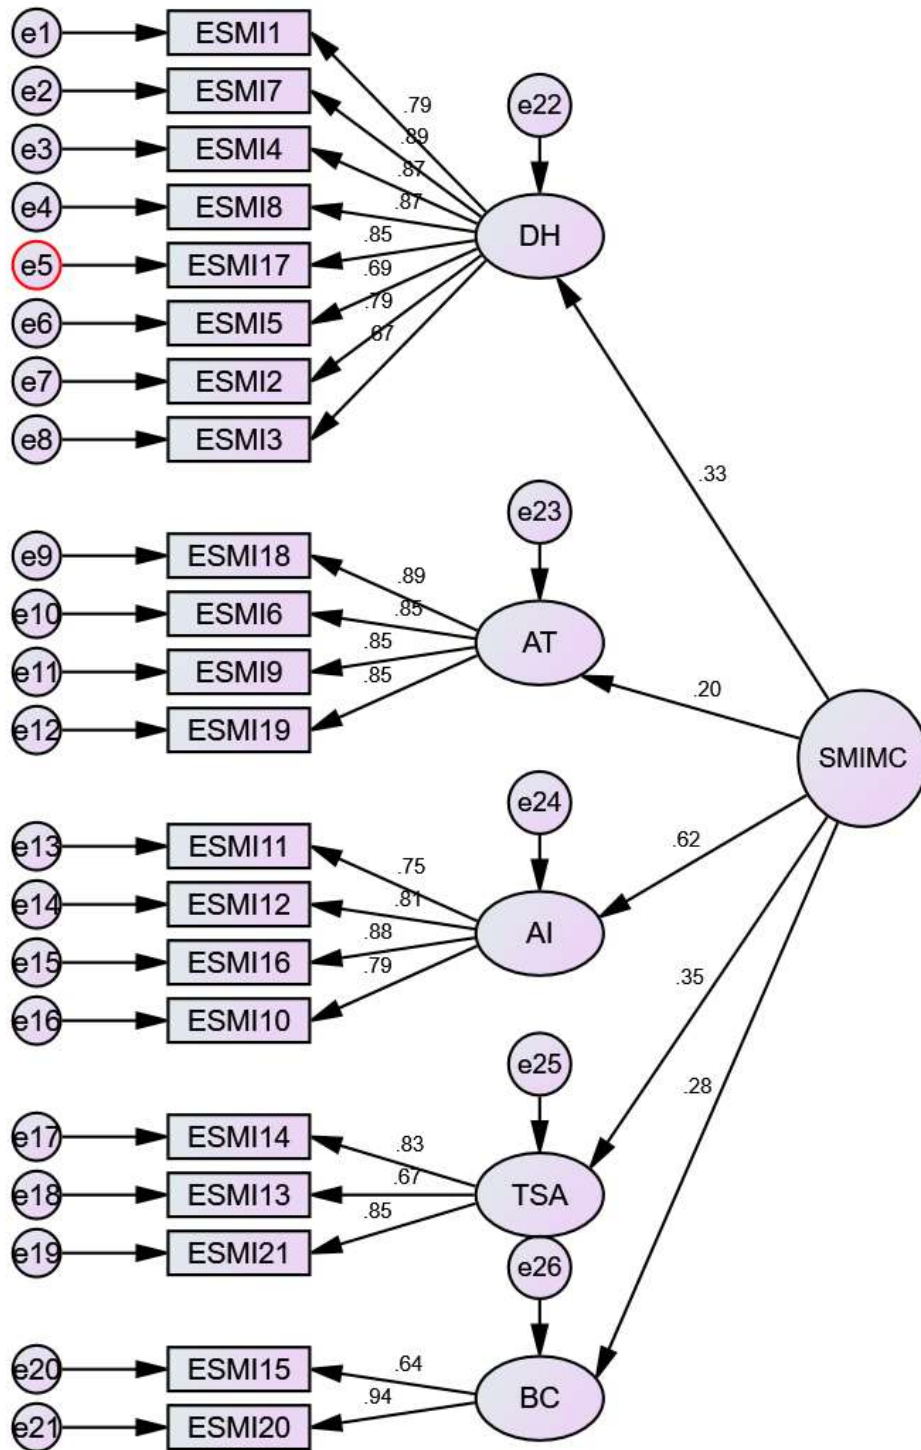 e1 ESMI1
.79
e22
e2 ESMI7
.89
e3 ESMI4
.87
e4 ESMI8
.87
DH
e5 ESMI17
.85
.69
e6 ESMI5
.79
e7 ESMI2
.67
e8 ESMI3
.33
e23
e9 ESMI18
.89
e10 ESMI6
.85
AT
e11 ESMI9
.85
e12 ESMI19
.85
.20
SMIMC
e24
e13 ESMI11
.75
.62
e14 ESMI12
.81
AI
e15 ESMI16
.88
e16 ESMI10
.79
.35
e25
.28
e17 ESMI14
.83
e18 ESMI13
.67
TSA
e19 ESMI21
.85
e26
e20 ESMI15
.64
BC
e21 ESMI20
.94